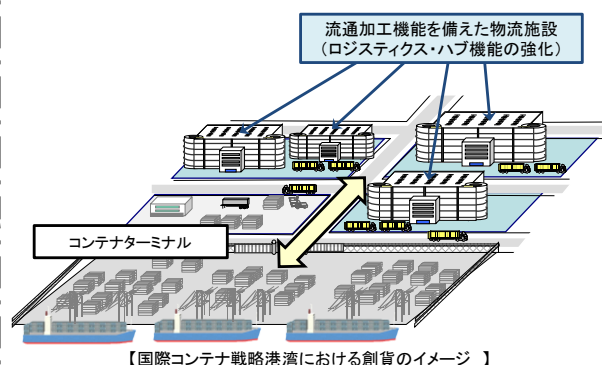 流通加工機能を備えた物流施設
(ロジスティクス・ハブ機能の強化)
コンテナターミナル
【国際コンテナ戦略港湾における創貨のイメージ 】